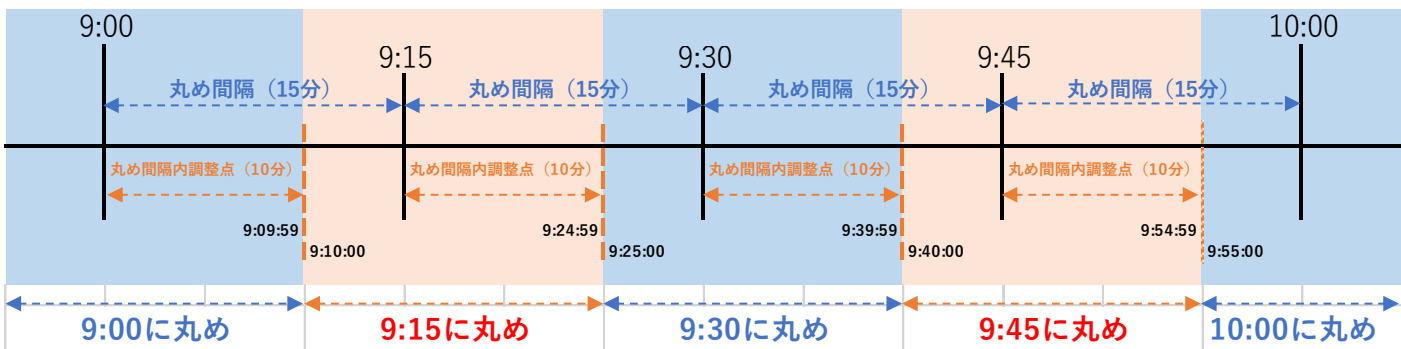 9:00
9:15
9:30
9:45
10:00
丸め間隔（15分）
丸め間隔（15分）
丸め間隔（15分）
丸め間隔（15分）
丸め間隔内調整点（10分）
丸め間隔内調整点（10分）
丸め間隔内調整点（10分）
丸め間隔内調整点（10分）
9:09:59
9:10:00
9:24:59
9:25:00
9:39:59
9:40:00
9:54:59
9:55:00
9:00に丸め
9:15に丸め
9:30に丸め
9:45に丸め
10:00に丸め